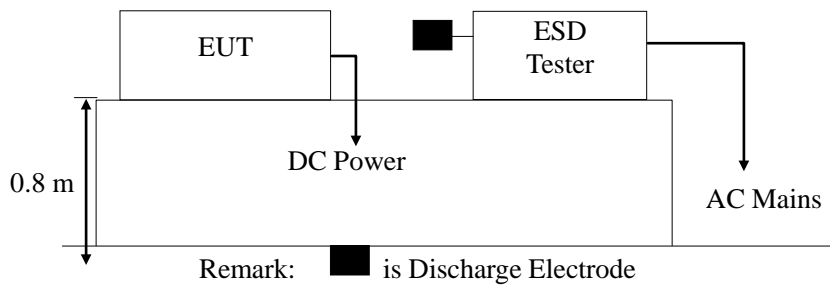 EUT
ESD
Tester
DC Power
0.8 m
AC Mains
Remark: is Discharge Electrode